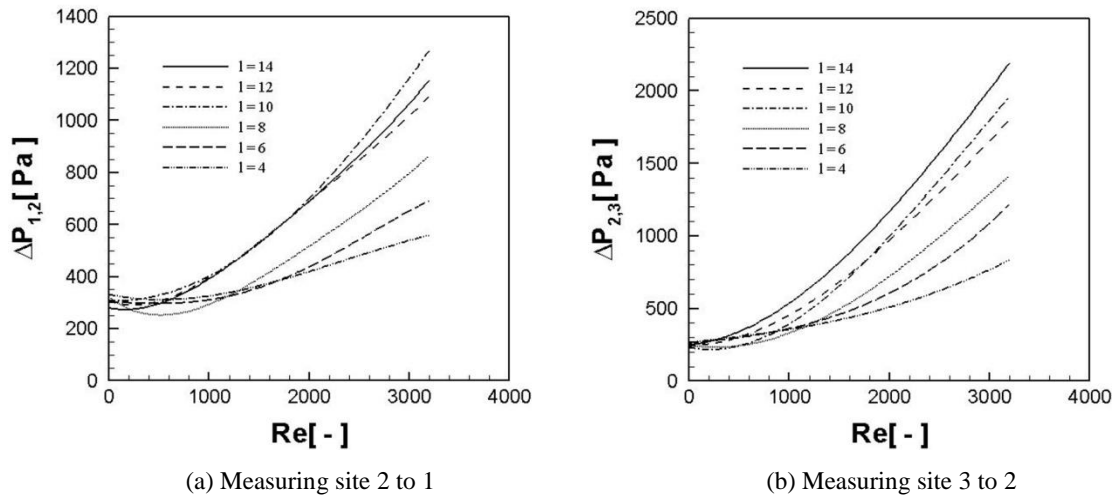 1400
1200
1000
800
600
400
200
0
0
1000
2000
3000
4000
ΔP1,2[ Pa ]
Re[ - ]
l = 14
l = 12
l = 10
l = 8
l = 6
l = 4
(a) Measuring site 2 to 1
2500
2000
1500
1000
500
0
0
1000
2000
3000
4000
ΔP2,3[ Pa ]
Re[ - ]
l = 14
l = 12
l = 10
l = 8
l = 6
l = 4
(b) Measuring site 3 to 2